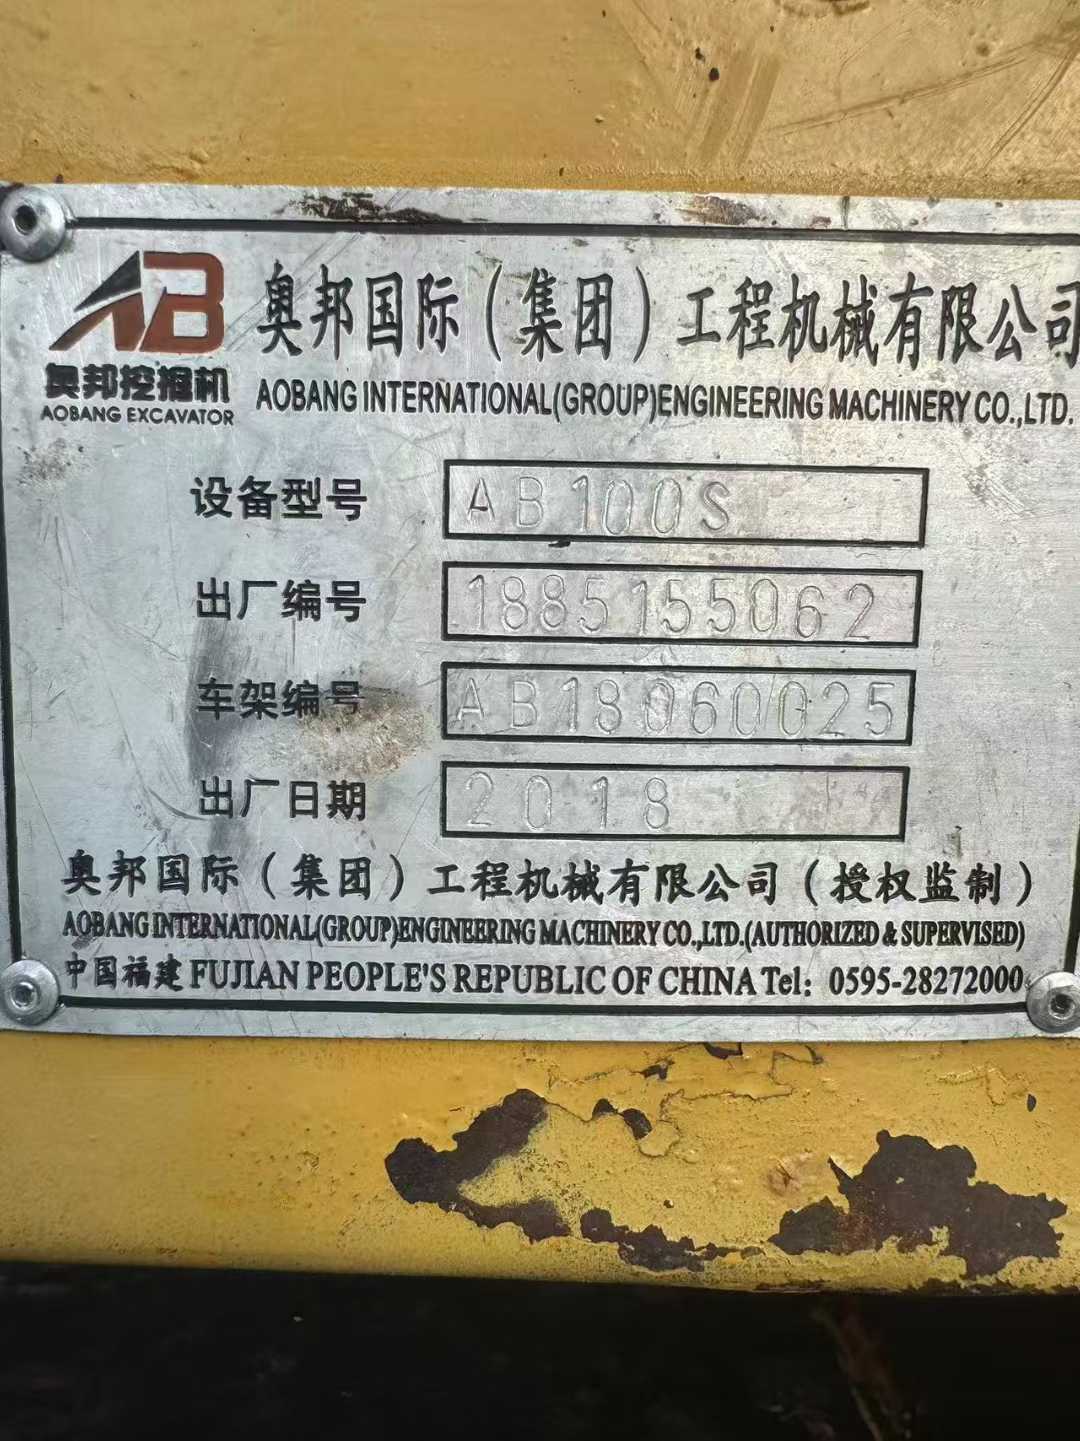 AB
奥邦挖掘机
AOBANG EXCAVATOR
奥邦国际（集团）工程机械有限公司
AOBANG INTERNATIONAL(GROUP)ENGINEERING MACHINERY CO.,LTD.
设备型号 AB100S
出厂编号 1885155062
车架编号 AB18060025
出厂日期 2018
奥邦国际（集团）工程机械有限公司（授权监制）
AOBANG INTERNATIONAL(GROUP)ENGINEERING MACHINERY CO.,LTD.(AUTHORIZED & SUPERVISED)
中国福建 FUJIAN PEOPLE'S REPUBLIC OF CHINA Tel：0595-28272000